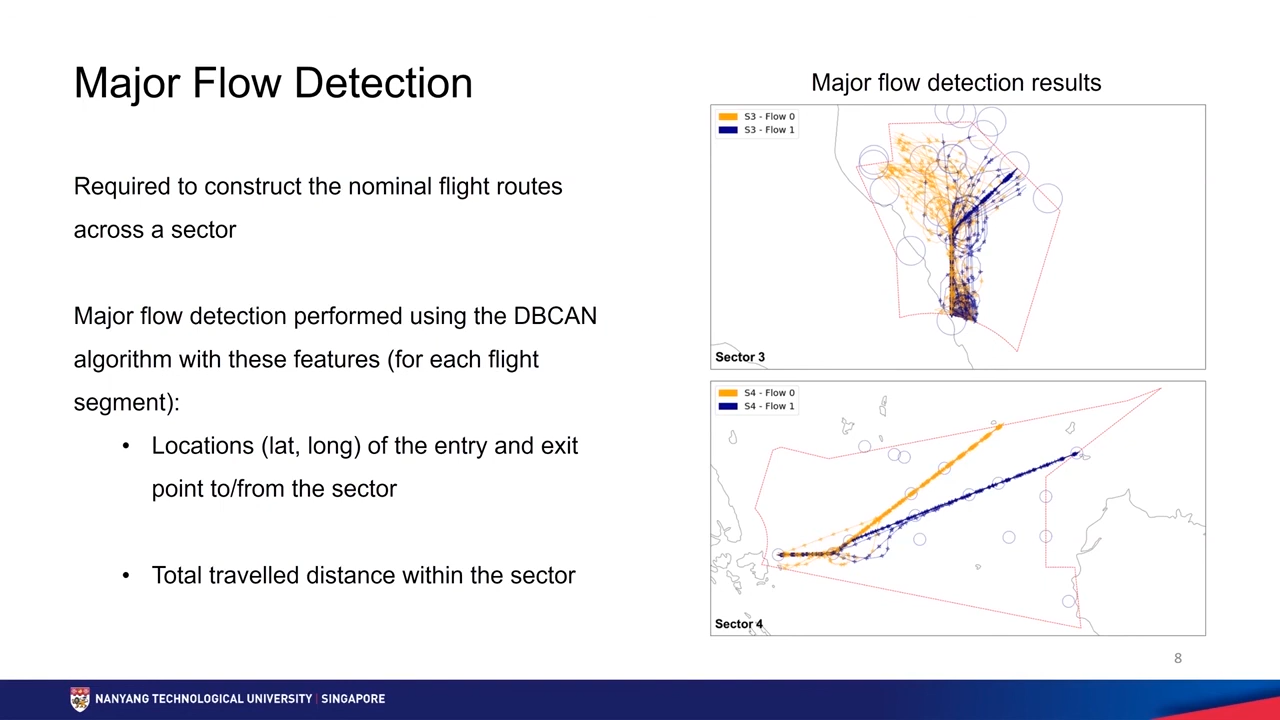 Major Flow Detection
Required to construct the nominal flight routes
across a sector
Major flow detection performed using the DBCAN
algorithm with these features (for each flight
segment):
• Locations (lat, long) of the entry and exit
point to/from the sector
• Total travelled distance within the sector
Major flow detection results
S3 - Flow 0
S3 - Flow 1
Sector 3
S4 - Flow 0
S4 - Flow 1
Sector 4
8
NANYANG TECHNOLOGICAL UNIVERSITY | SINGAPORE